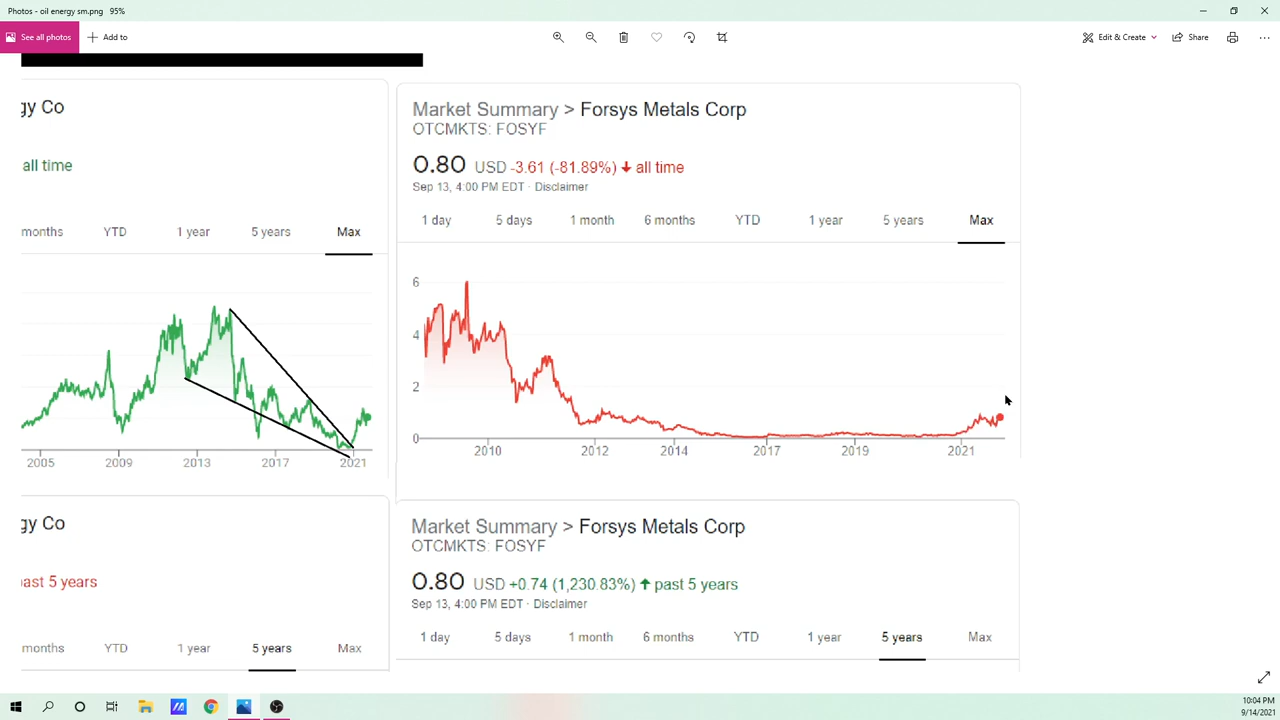 Photos - oil energy sm.png   95%
See all photos
Add to
Edit & Create
Share
gy Co
all time
months YTD 1 year 5 years Max
2005 2009 2013 2017 2021
Market Summary > Forsys Metals Corp
OTCMKTS: FOSYF
0.80 USD -3.61 (-81.89%) ↓ all time
Sep 13, 4:00 PM EDT · Disclaimer
1 day 5 days 1 month 6 months YTD 1 year 5 years Max
6
4
2
0
2010 2012 2014 2017 2019 2021
gy Co
ast 5 years
months YTD 1 year 5 years Max
Market Summary > Forsys Metals Corp
OTCMKTS: FOSYF
0.80 USD +0.74 (1,230.83%) ↑ past 5 years
Sep 13, 4:00 PM EDT · Disclaimer
1 day 5 days 1 month 6 months YTD 1 year 5 years Max
10:04 PM
9/14/2021